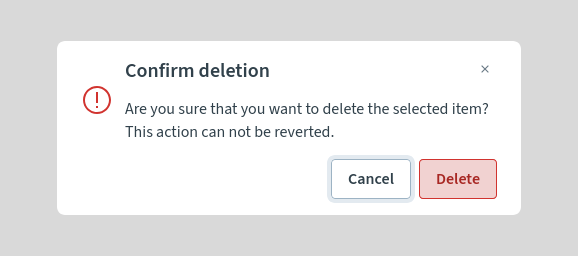 Confirm deletion
Are you sure that you want to delete the selected item?
This action can not be reverted.
Cancel Delete